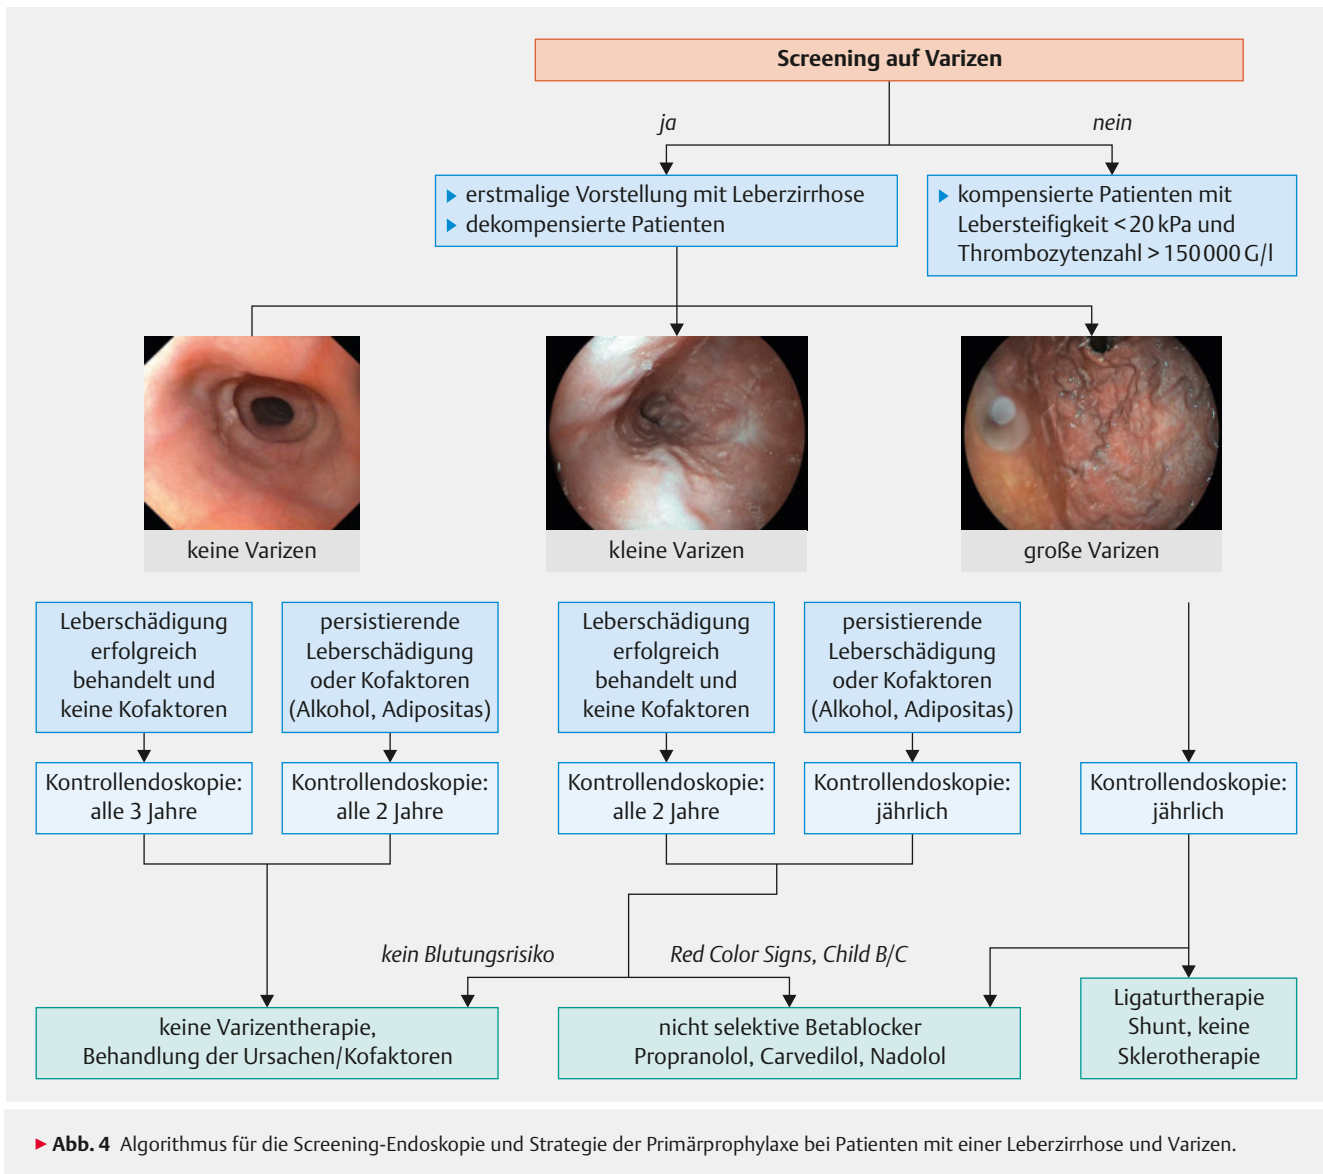 Screening auf Varizen
ja
nein
▶ erstmalige Vorstellung mit Leberzirrhose
▶ dekompensierte Patienten
▶ kompensierte Patienten mit
Lebersteifigkeit < 20 kPa und
Thrombozytenzahl > 150 000 G/l
keine Varizen
kleine Varizen
große Varizen
Leberschädigung
erfolgreich
behandelt und
keine Kofaktoren
persistierende
Leberschädigung
oder Kofaktoren
(Alkohol, Adipositas)
Leberschädigung
erfolgreich
behandelt und
keine Kofaktoren
persistierende
Leberschädigung
oder Kofaktoren
(Alkohol, Adipositas)
Kontrollendoskopie:
alle 3 Jahre
Kontrollendoskopie:
alle 2 Jahre
Kontrollendoskopie:
alle 2 Jahre
Kontrollendoskopie:
jährlich
Kontrollendoskopie:
jährlich
kein Blutungsrisiko
Red Color Signs, Child B/C
keine Varizentherapie,
Behandlung der Ursachen/Kofaktoren
nicht selektive Betablocker
Propranolol, Carvedilol, Nadolol
Ligaturtherapie
Shunt, keine
Sklerotherapie
▶ Abb. 4 Algorithmus für die Screening-Endoskopie und Strategie der Primärprophylaxe bei Patienten mit einer Leberzirrhose und Varizen.